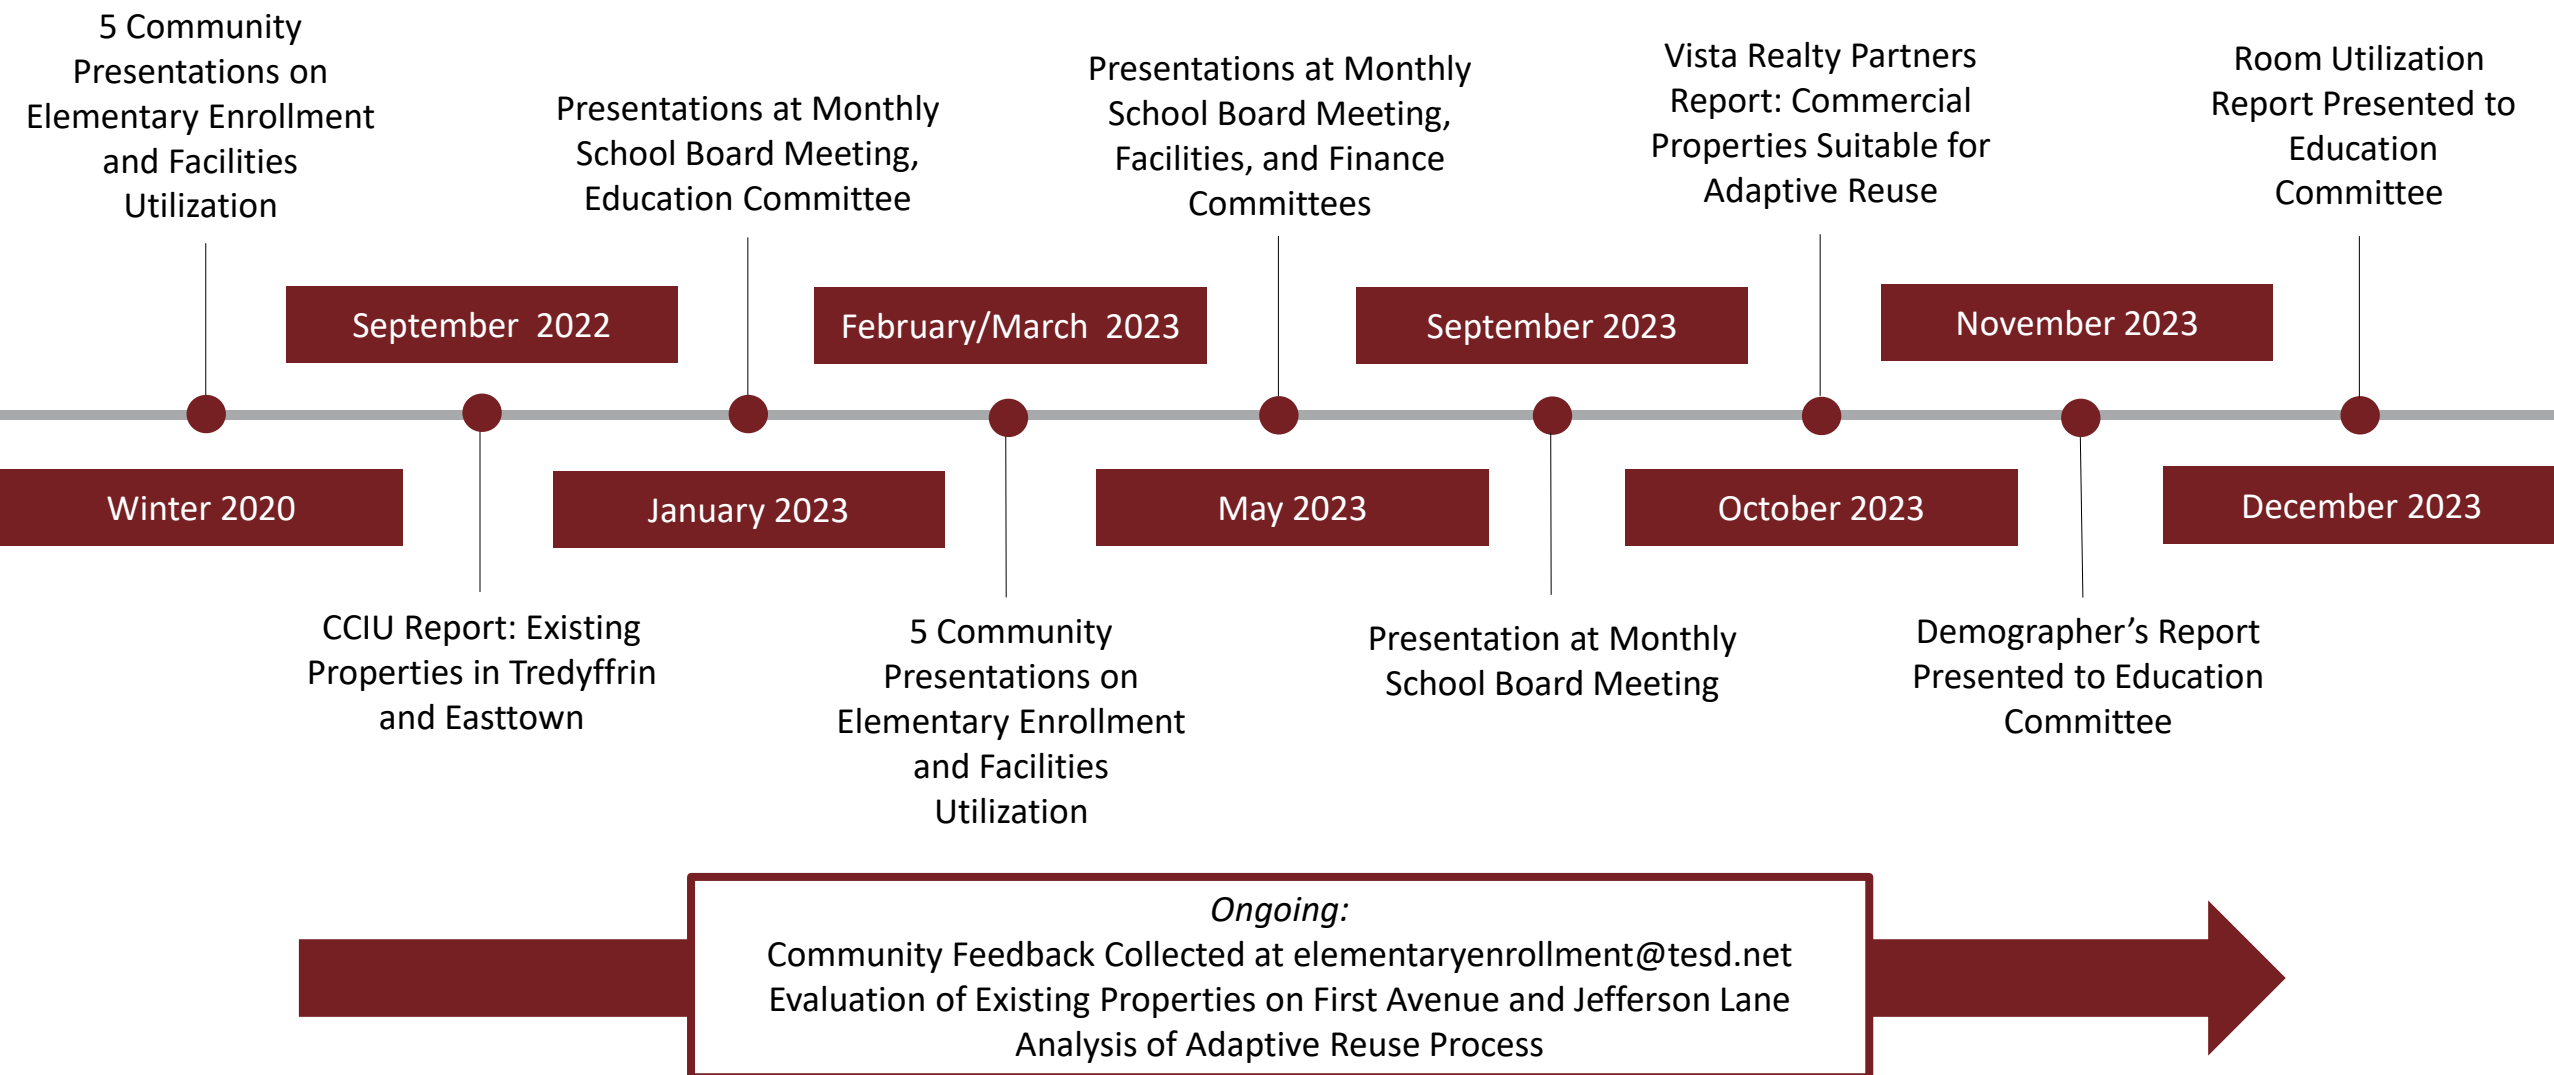 5 Community
Presentations on
Elementary Enrollment
and Facilities
Utilization
Presentations at Monthly
School Board Meeting,
Education Committee
Presentations at Monthly
School Board Meeting,
Facilities, and Finance
Committees
Vista Realty Partners
Report: Commercial
Properties Suitable for
Adaptive Reuse
Room Utilization
Report Presented to
Education
Committee
September 2022
February/March 2023
September 2023
November 2023
Winter 2020
January 2023
May 2023
October 2023
December 2023
CCIU Report: Existing
Properties in Tredyffrin
and Easttown
5 Community
Presentations on
Elementary Enrollment
and Facilities
Utilization
Presentation at Monthly
School Board Meeting
Demographer’s Report
Presented to Education
Committee
Ongoing:
Community Feedback Collected at elementaryenrollment@tesd.net
Evaluation of Existing Properties on First Avenue and Jefferson Lane
Analysis of Adaptive Reuse Process